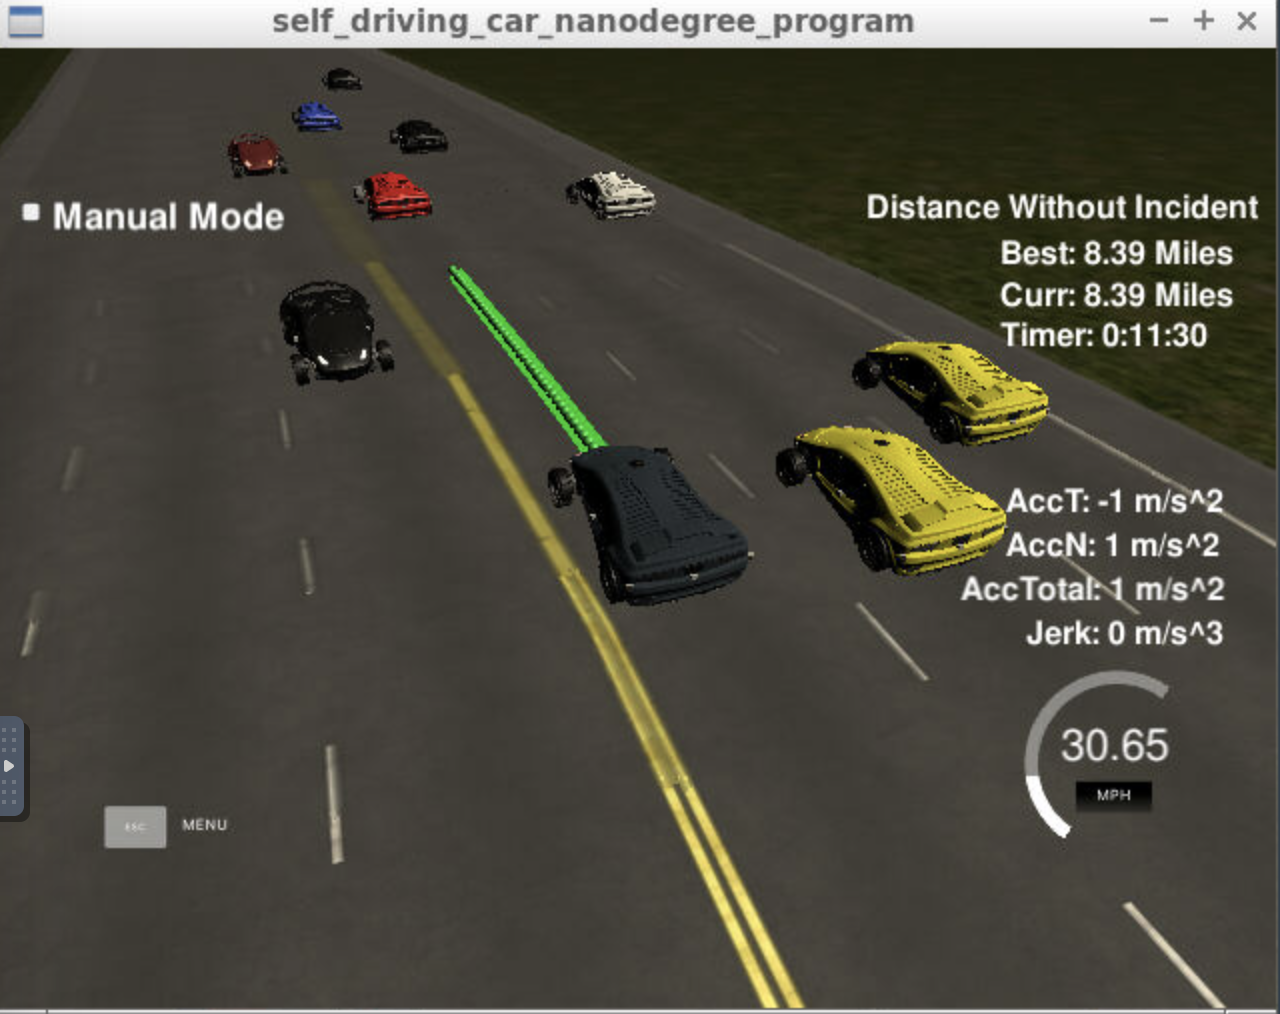 self_driving_car_nanodegree_program
Manual Mode
Distance Without Incident
Best: 8.39 Miles
Curr: 8.39 Miles
Timer: 0:11:30
AccT: -1 m/s^2
AccN: 1 m/s^2
AccTotal: 1 m/s^2
Jerk: 0 m/s^3
30.65
MPH
ESC MENU